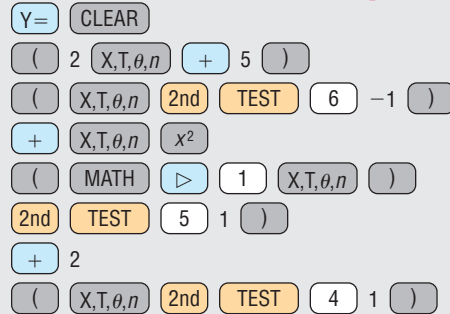 Y= CLEAR
( 2 X,T,θ,n + 5 )
( X,T,θ,n 2nd TEST 6 −1 )
+ X,T,θ,n x²
( MATH ▷ 1 X,T,θ,n )
2nd TEST 5 1 )
+ 2
( X,T,θ,n 2nd TEST 4 1 )